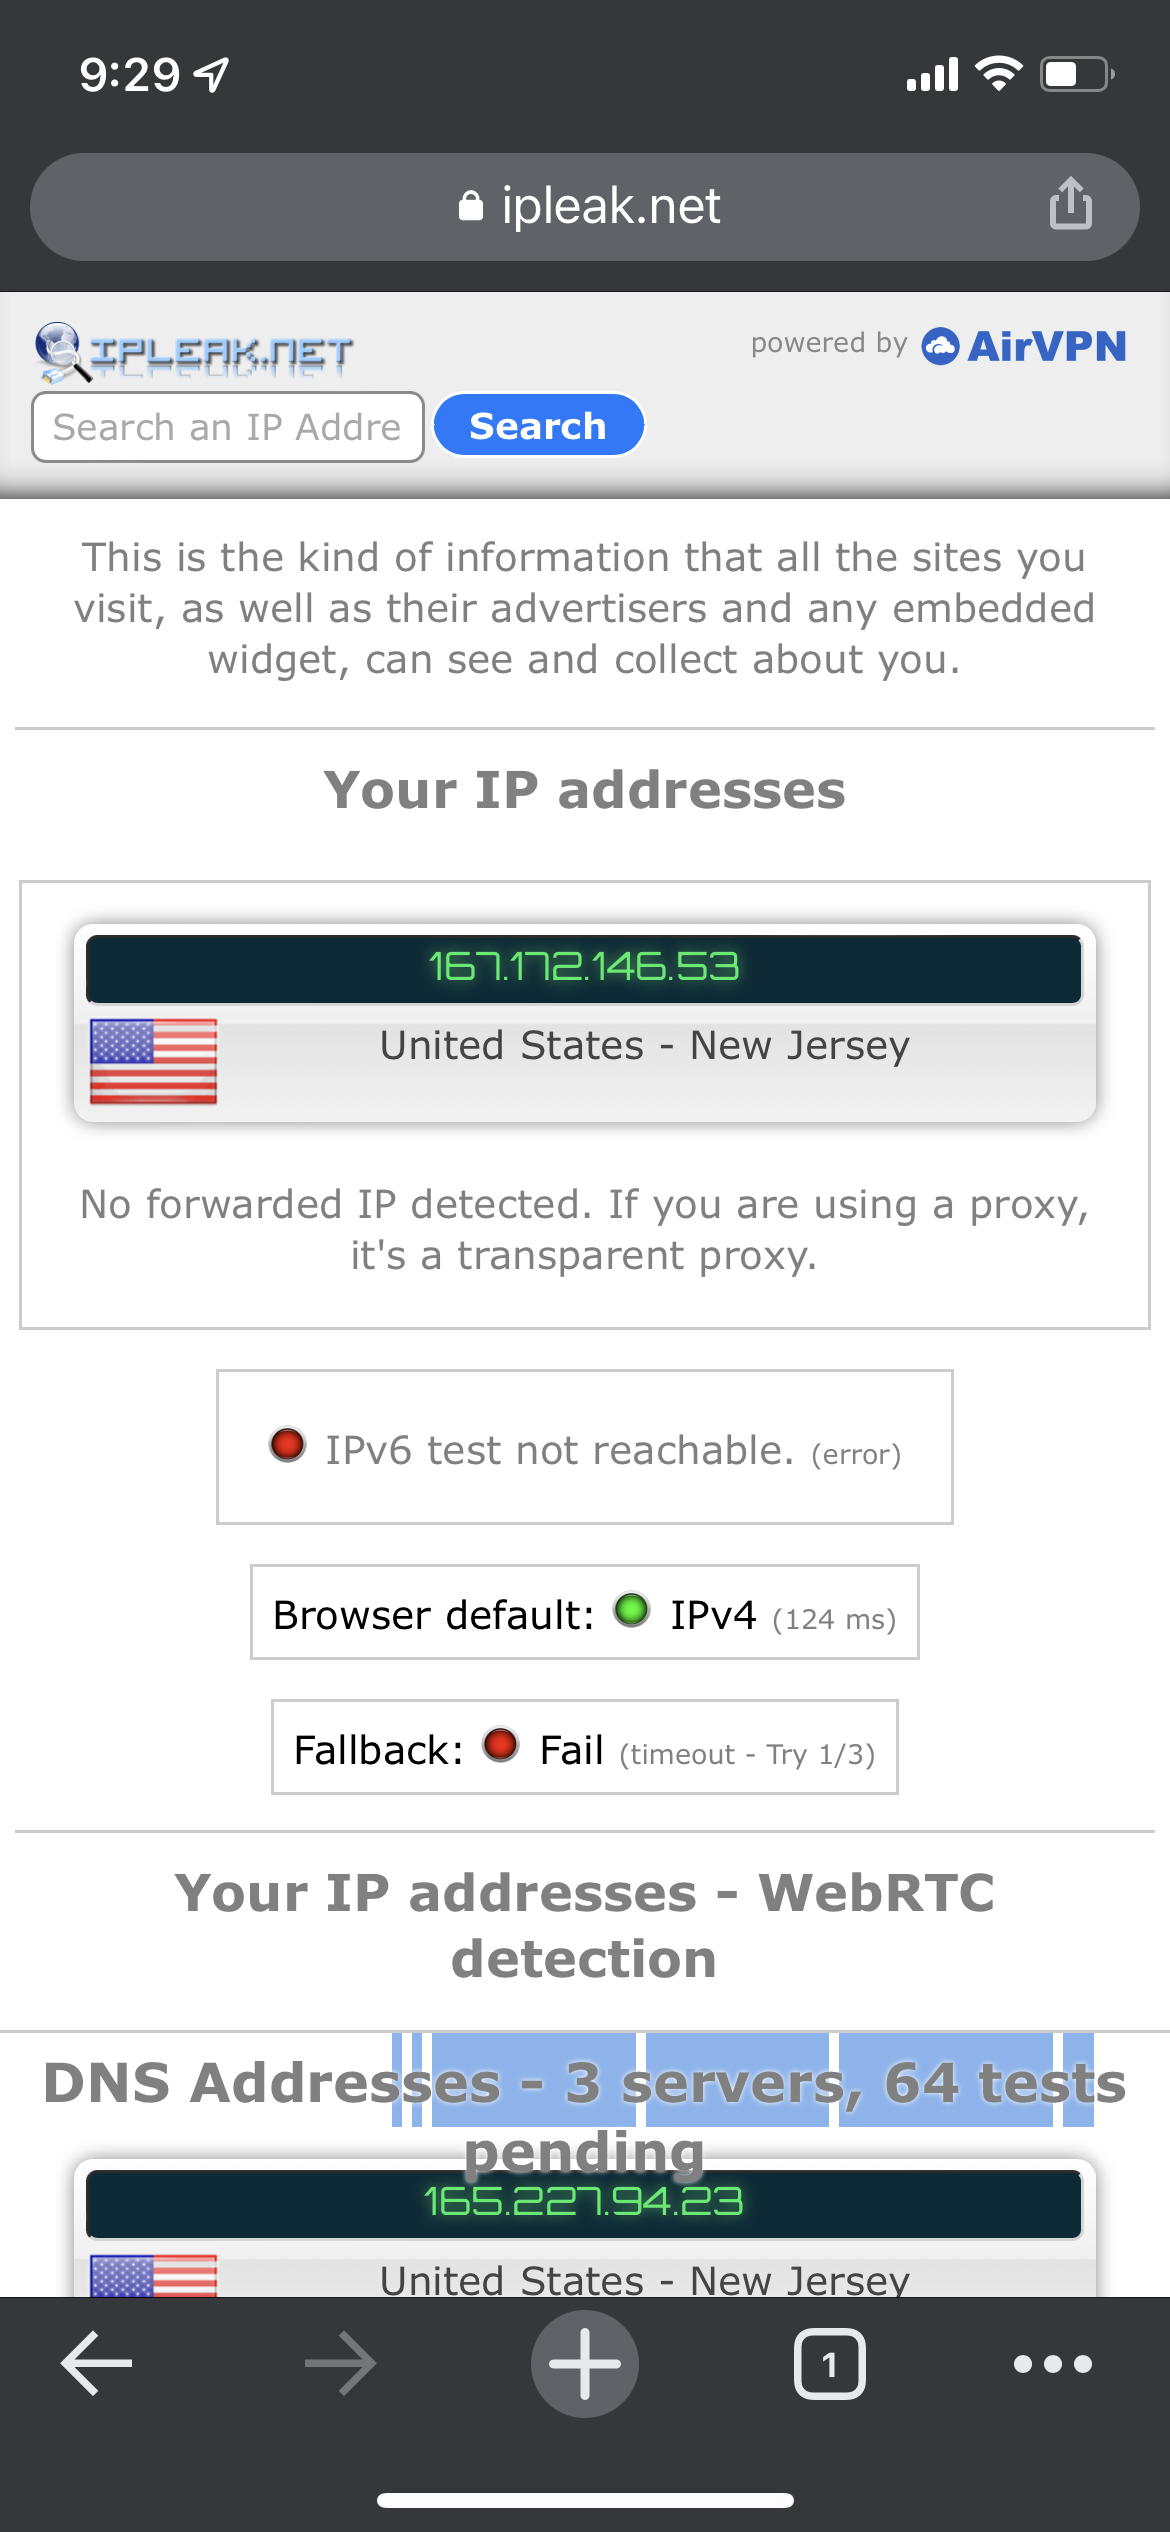 9:29
ipleak.net
IPLEAK.NET
powered by AirVPN
Search an IP Addre
Search
This is the kind of information that all the sites you
visit, as well as their advertisers and any embedded
widget, can see and collect about you.
Your IP addresses
167.172.146.53
United States - New Jersey
No forwarded IP detected. If you are using a proxy,
it's a transparent proxy.
IPv6 test not reachable. (error)
Browser default: IPv4 (124 ms)
Fallback: Fail (timeout - Try 1/3)
Your IP addresses - WebRTC
detection
DNS Addresses - 3 servers, 64 tests
pending
165.227.94.23
United States - New Jersey
1